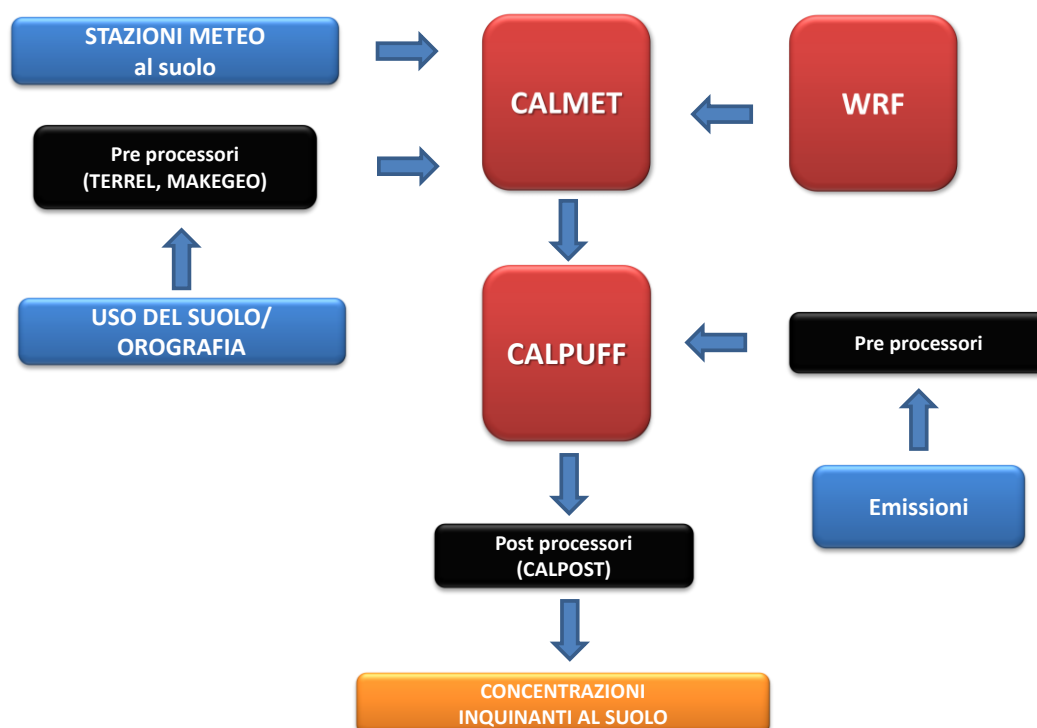 STAZIONI METEO
al suolo
CALMET
WRF
Pre processori
(TERREL, MAKEGEO)
USO DEL SUOLO/
OROGRAFIA
CALPUFF
Pre processori
Emissioni
Post processori
(CALPOST)
CONCENTRAZIONI
INQUINANTI AL SUOLO